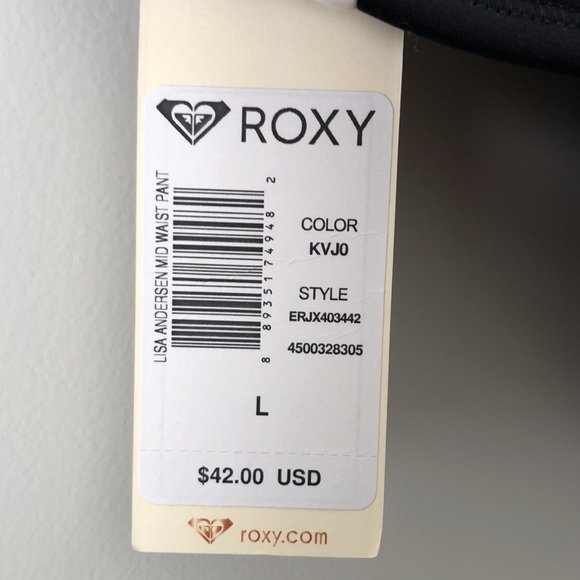 ROXY
LISA ANDERSEN MID WAIST PANT
8 89351 74948 2
COLOR
KVJ0
STYLE
ERJX403442
4500328305
L
$42.00 USD
roxy.com